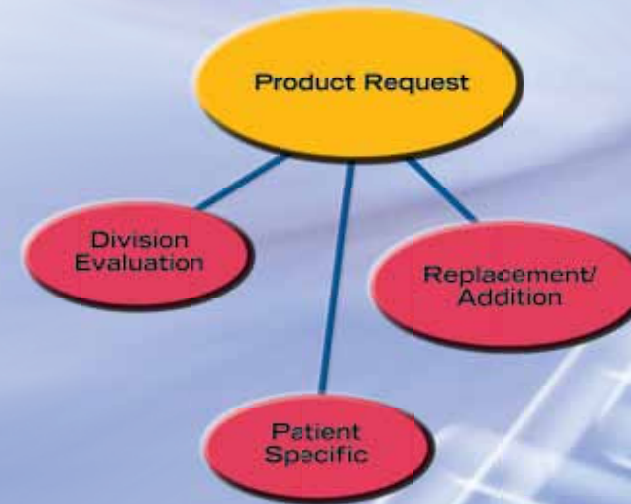 Product Request
Division
Evaluation
Replacement/
Addition
Patient
Specific